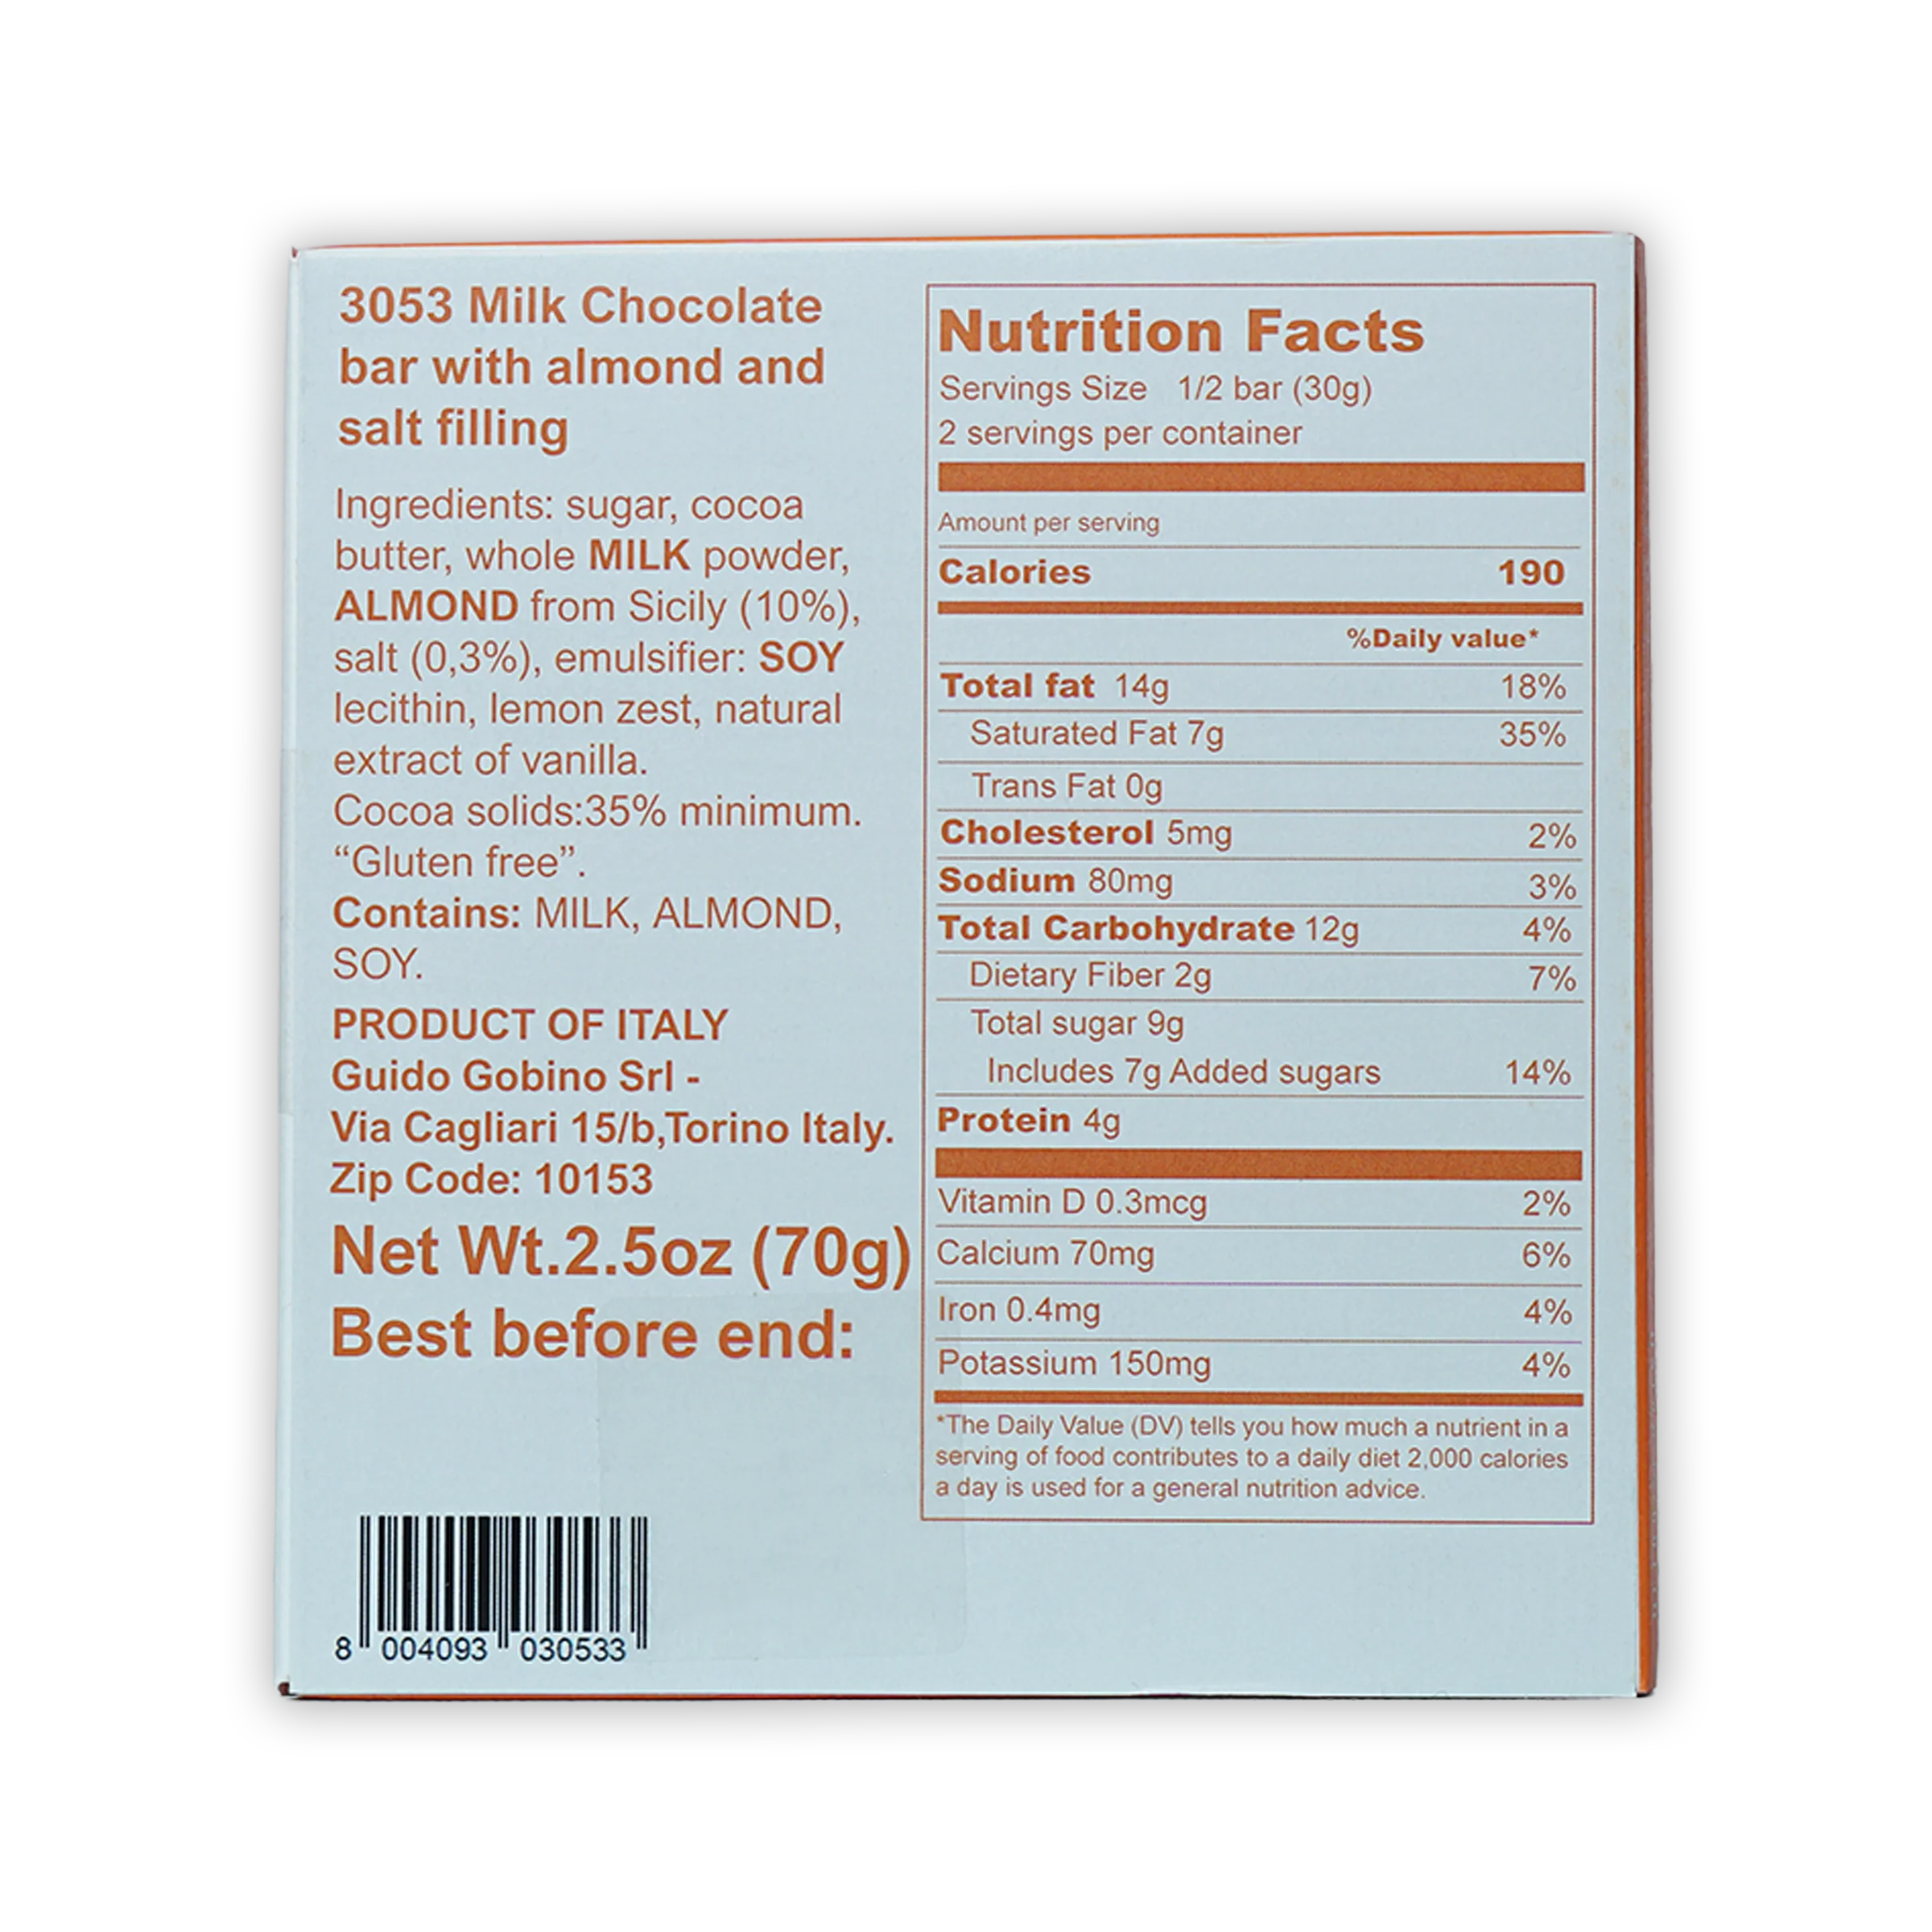 3053 Milk Chocolate
bar with almond and
salt filling
Ingredients: sugar, cocoa
butter, whole MILK powder,
ALMOND from Sicily (10%),
salt (0,3%), emulsifier: SOY
lecithin, lemon zest, natural
extract of vanilla.
Cocoa solids:35% minimum.
“Gluten free”.
Contains: MILK, ALMOND,
SOY.
PRODUCT OF ITALY
Guido Gobino Srl -
Via Cagliari 15/b,Torino Italy.
Zip Code: 10153
Net Wt.2.5oz (70g)
Best before end:
8 004093 030533
Nutrition Facts
Servings Size 1/2 bar (30g)
2 servings per container
Amount per serving
Calories 190
%Daily value*
Total fat 14g 18%
Saturated Fat 7g 35%
Trans Fat 0g
Cholesterol 5mg 2%
Sodium 80mg 3%
Total Carbohydrate 12g 4%
Dietary Fiber 2g 7%
Total sugar 9g
Includes 7g Added sugars 14%
Protein 4g
Vitamin D 0.3mcg 2%
Calcium 70mg 6%
Iron 0.4mg 4%
Potassium 150mg 4%
*The Daily Value (DV) tells you how much a nutrient in a
serving of food contributes to a daily diet 2,000 calories
a day is used for a general nutrition advice.